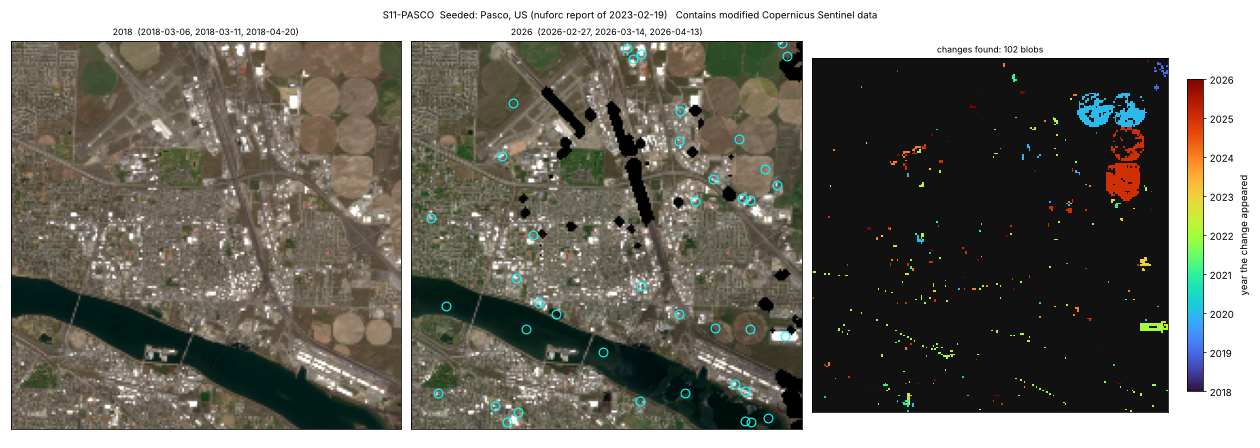 S11-PASCO  Seeded: Pasco, US (nuforc report of 2023-02-19)   Contains modified Copernicus Sentinel data
2018  (2018-03-06, 2018-03-11, 2018-04-20)
2026  (2026-02-27, 2026-03-14, 2026-04-13)
changes found: 102 blobs
2026
2025
2024
2023
2022
2021
2020
2019
2018
year the change appeared